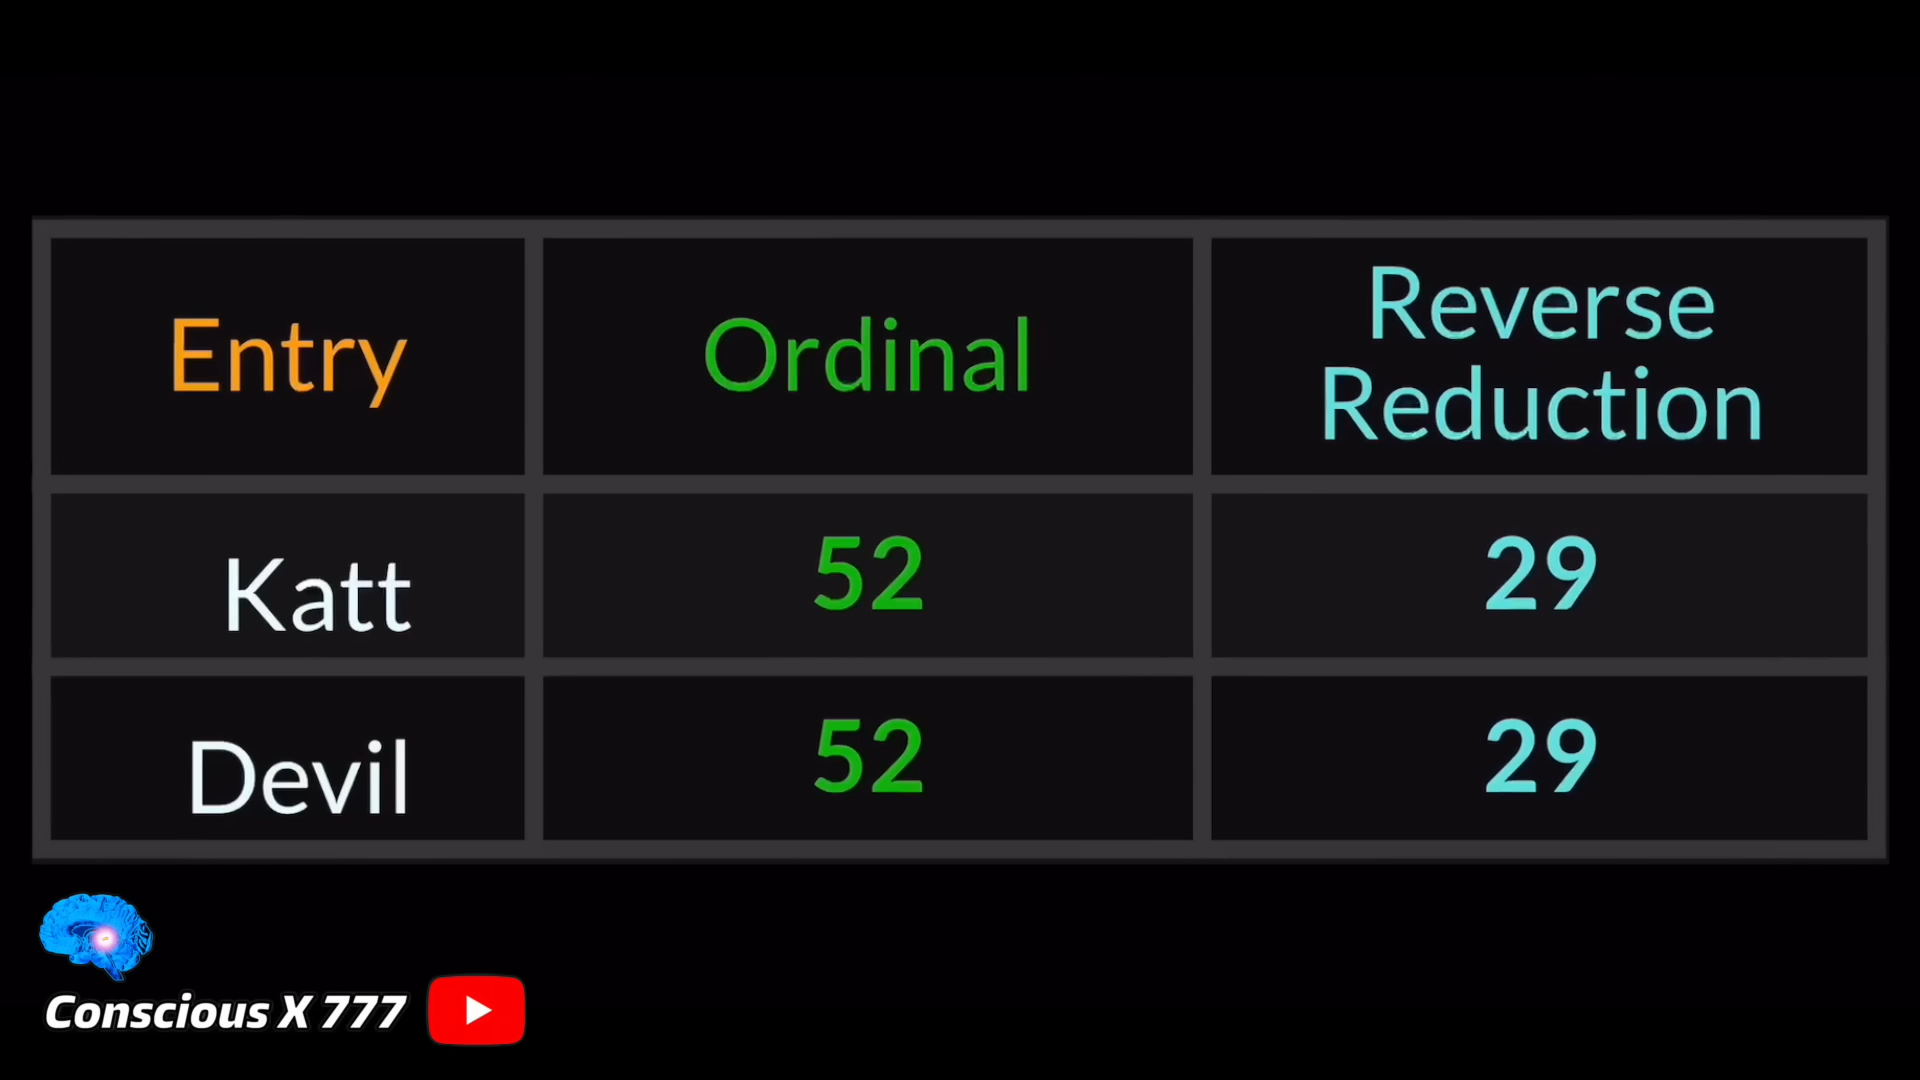 Entry
Ordinal
Reverse
Reduction
Katt
52
29
Devil
52
29
Conscious X 777